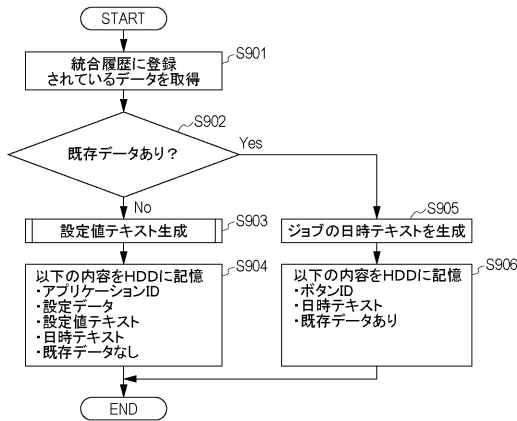 START
統合履歴に登録
されているデータを取得
S901
既存データあり?
S902
Yes
No
設定値テキスト生成
S903
ジョブの日時テキストを生成
S905
以下の内容をHDDに記憶
・アプリケーションID
・設定データ
・設定値テキスト
・日時テキスト
・既存データなし
S904
以下の内容をHDDに記憶
・ボタンID
・日時テキスト
・既存データあり
S906
END